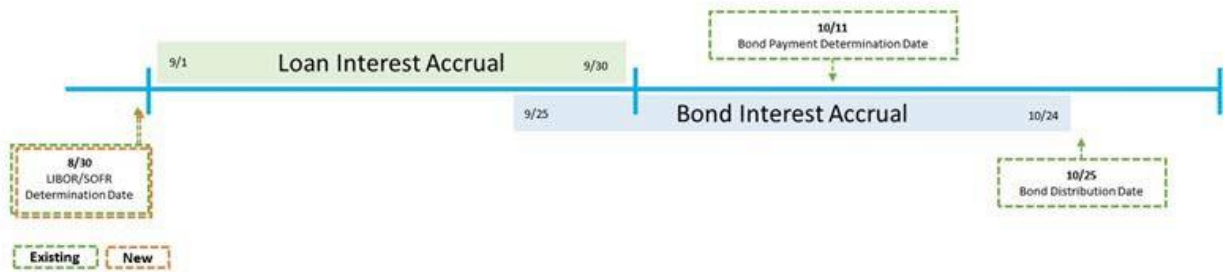 10/11
Bond Payment Determination Date
9/1 Loan Interest Accrual 9/30
9/25 Bond Interest Accrual 10/24
8/30
LIBOR/SOFR
Determination Date
10/25
Bond Distribution Date
Existing New